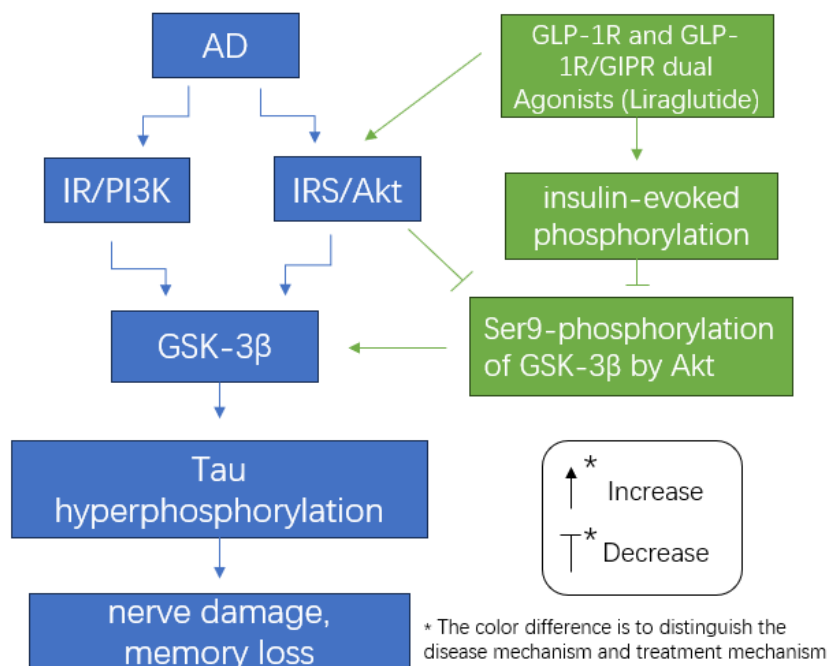 AD
GLP-1R and GLP-
1R/GIPR dual
Agonists (Liraglutide)
IR/PI3K
IRS/Akt
insulin-evoked
phosphorylation
GSK-3β
Ser9-phosphorylation
of GSK-3β by Akt
Tau
hyperphosphorylation
* Increase
* Decrease
nerve damage,
memory loss
* The color difference is to distinguish the
disease mechanism and treatment mechanism